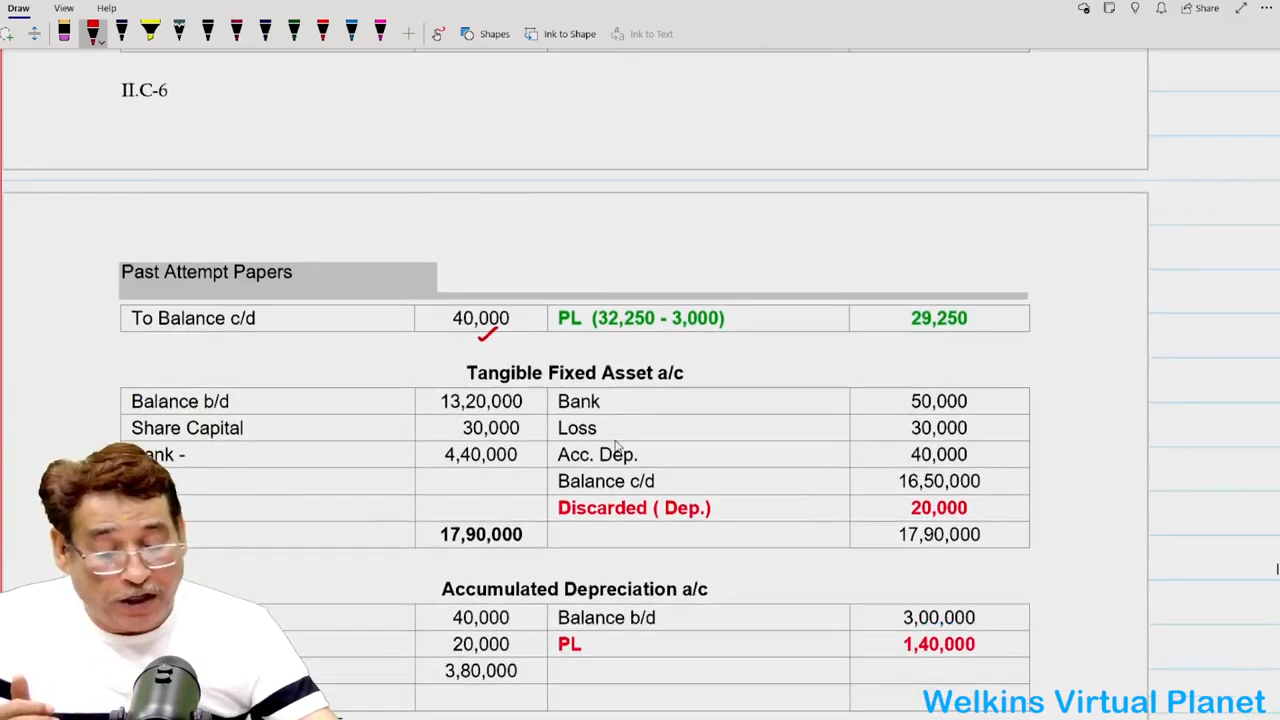 Draw View Help
Shapes Ink to Shape Ink to Text Share
II.C-6
Past Attempt Papers
To Balance c/d 40,000 PL (32,250 - 3,000) 29,250
Tangible Fixed Asset a/c
Balance b/d 13,20,000 Bank 50,000
Share Capital 30,000 Loss 30,000
4,40,000 Acc. Dep. 40,000
Balance c/d 16,50,000
Discarded ( Dep.) 20,000
17,90,000 17,90,000
Accumulated Depreciation a/c
40,000 Balance b/d 3,00,000
20,000 PL 1,40,000
3,80,000
Welkins Virtual Planet